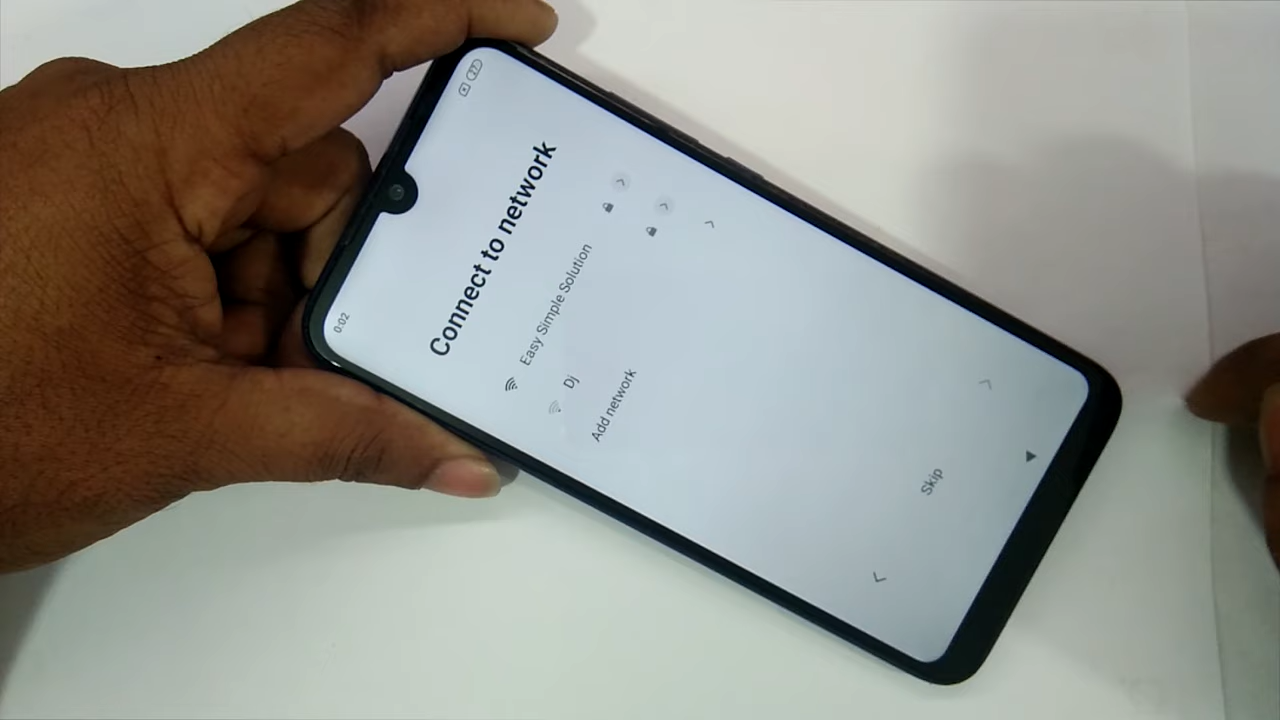 0:02
Connect to network
Easy Simple Solution
Dj
Add network
Skip